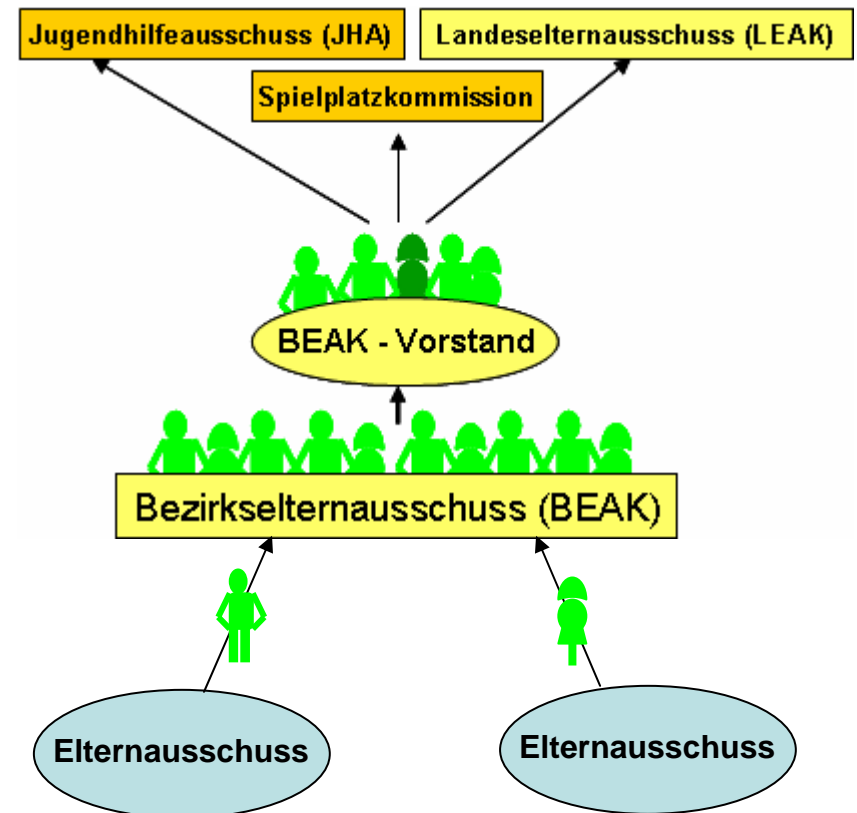 Jugendhilfeausschuss (JHA)
Landeselternausschuss (LEAK)
Spielplatzkommission
BEAK - Vorstand
Bezirkselternausschuss (BEAK)
Elternausschuss
Elternausschuss